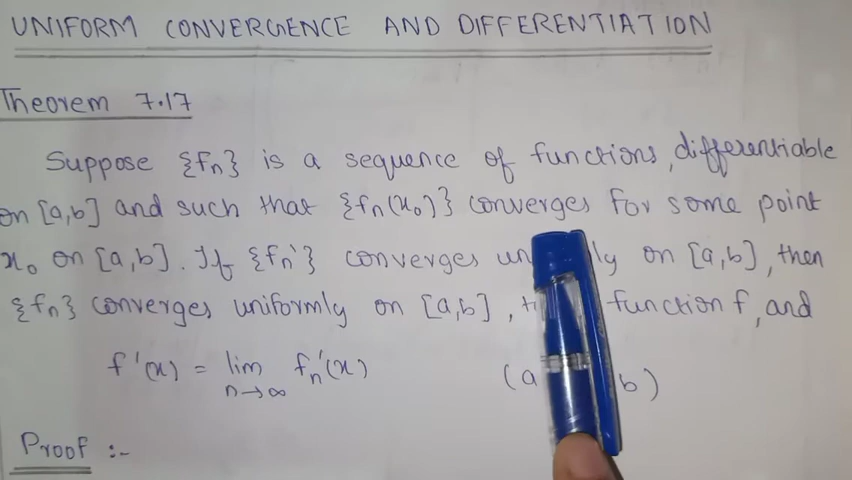 UNIFORM CONVERGENCE AND DIFFERENTIATION
Theorem 7.17
Suppose {fn} is a sequence of functions, differentiable
on [a,b] and such that {fn(x₀)} converges for some point
x₀ on [a,b]. If {fn'} converges un ly on [a,b], then
{fn} converges uniformly on [a,b], function f, and
f'(x) = lim n→∞ fn'(x) (a b)
Proof :-